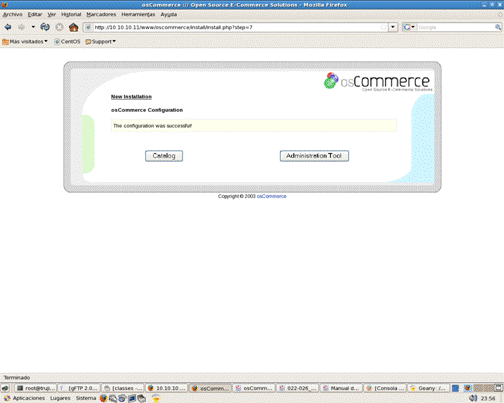 osCommerce ::: Open Source E-Commerce Solutions - Mozilla Firefox
Archivo Editar Ver Historial Marcadores Herramientas Ayuda
http://10.10.10.11/www/oscommerce/install/install.php?step=7
Google
Más visitados CentOS Support
osCommerce
Open Source E-Commerce Solutions
New Installation
osCommerce Configuration
The configuration was successful!
Catalog Administration Tool
Copyright © 2003 osCommerce
Terminado
root@truji... [gFTP 2.0... [classes -... 10.10.10... osComm... osComm... 022-026_... Manual d... [Consola ... Geany: /...
Aplicaciones Lugares Sistema
23:56